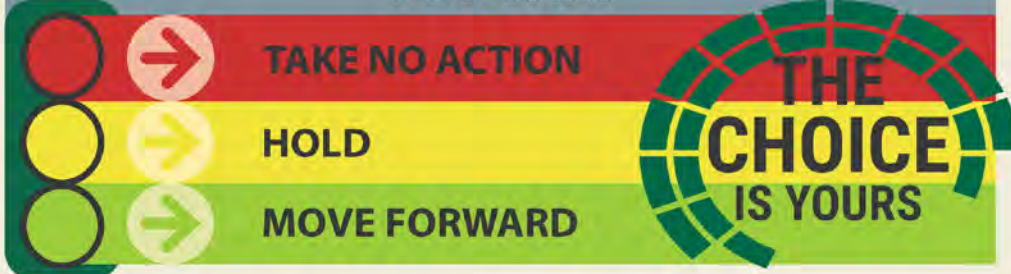 TAKE NO ACTION
HOLD
MOVE FORWARD
THE
CHOICE
IS YOURS